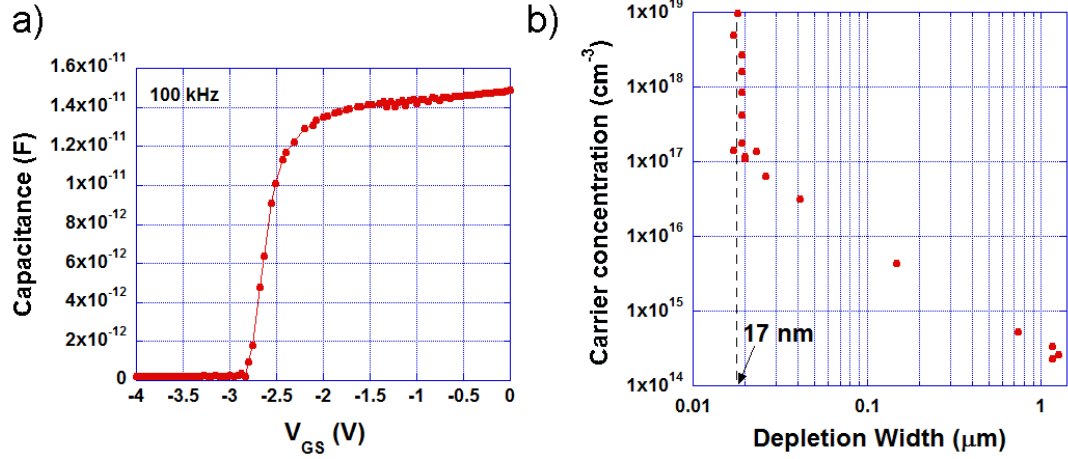 a)
1.6x10-11
1.4x10-11
1.2x10-11
1x10-11
8x10-12
6x10-12
4x10-12
2x10-12
0
100 kHz
Capacitance (F)
-4 -3.5 -3 -2.5 -2 -1.5 -1 -0.5 0
VGS (V)
b)
1x1019
1x1018
1x1017
1x1016
1x1015
1x1014
Carrier concentration (cm-3)
17 nm
0.01 0.1 1
Depletion Width (μm)